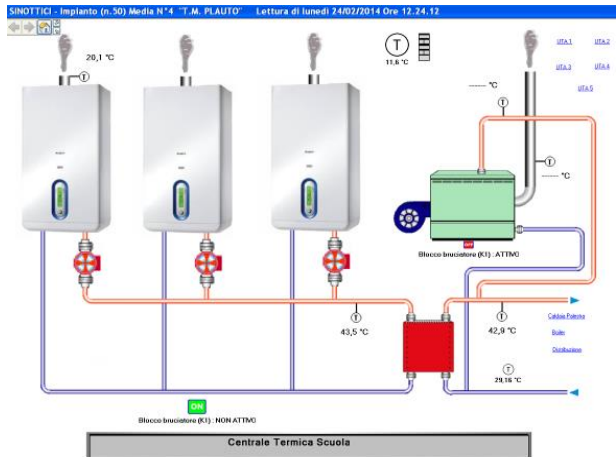 SINOTTICI - Impianto (n.50) Media N°4 "T.M. PLAUTO" Lettura di lunedì 24/02/2014 Ore 12.24.12
20,1 °C
T
T
11,6 °C
UTA 1
UTA 2
UTA 3
UTA 4
UTA 5
------ °C
T
T
------ °C
Blocco bruciatore (K1) : ATTIVO
T
43,5 °C
T
42,9 °C
Caldaia Palestra
Boiler
Distribuzione
T
29,16 °C
ON
Blocco bruciatore (K1) : NON ATTIVO
Centrale Termica Scuola